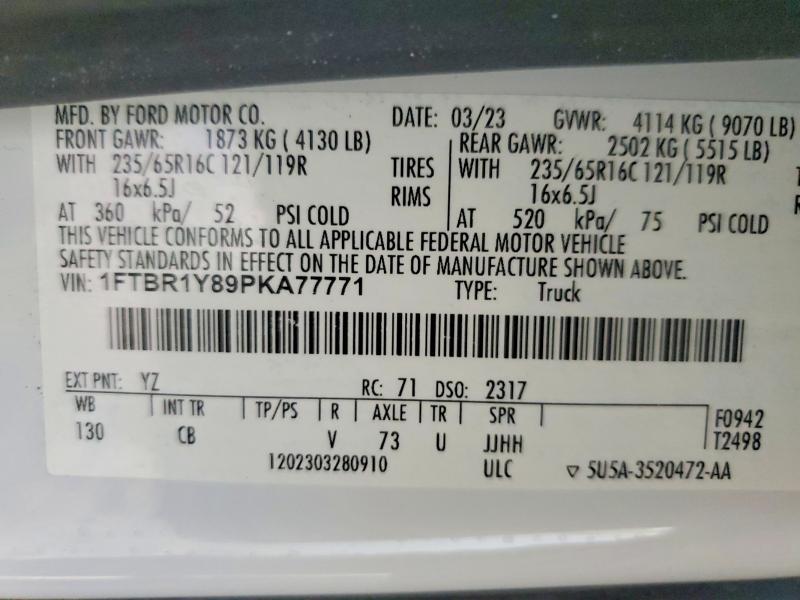 MFD. BY FORD MOTOR CO. DATE: 03/23 GVWR: 4114 KG ( 9070 LB)
FRONT GAWR: 1873 KG ( 4130 LB) REAR GAWR: 2502 KG ( 5515 LB)
WITH 235/65R16C 121/119R TIRES WITH 235/65R16C 121/119R T
16x6.5J RIMS 16x6.5J R
AT 360 kPa/ 52 PSI COLD AT 520 kPa/ 75 PSI COLD
THIS VEHICLE CONFORMS TO ALL APPLICABLE FEDERAL MOTOR VEHICLE
SAFETY STANDARDS IN EFFECT ON THE DATE OF MANUFACTURE SHOWN ABOVE.
VIN: 1FTBR1Y89PKA77771 TYPE: Truck
EXT PNT: YZ RC: 71 DSO: 2317
WB INT TR TP/PS R AXLE TR SPR F0942
130 CB V 73 U JJHH T2498
1202303280910 ULC ▽ 5U5A-3520472-AA